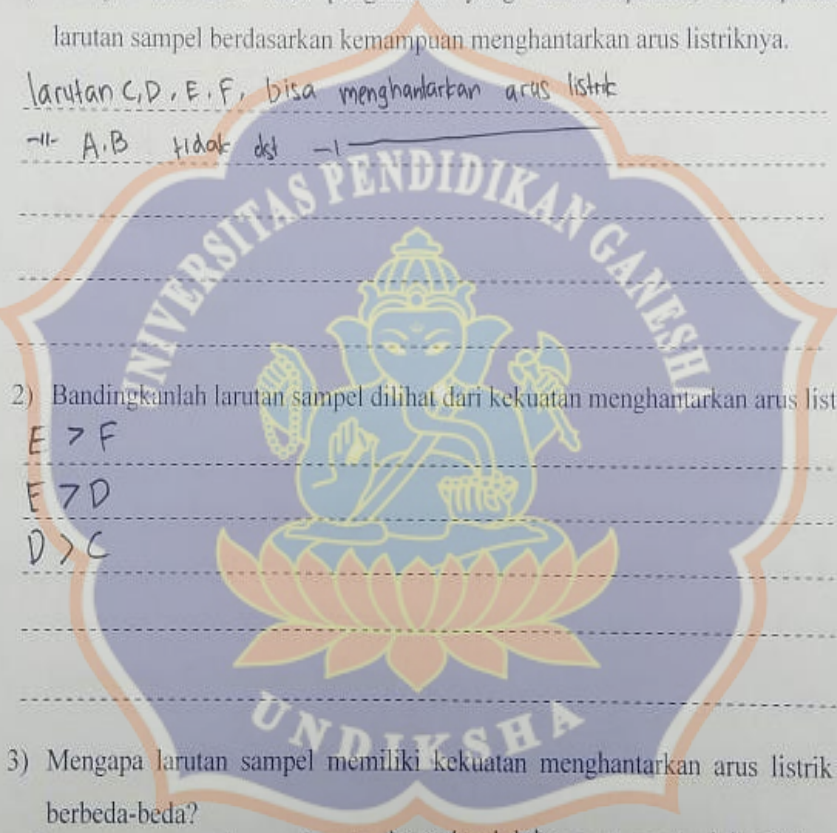 larutan sampel berdasarkan kemampuan menghantarkan arus listriknya.
larutan C, D, E, F, bisa menghantarkan arus listrik
-11- A.B tidak dst -1
UNIVERSITAS PENDIDIKAN GANESHA
2) Bandingkanlah larutan sampel dilihat dari kekuatan menghantarkan arus list
E > F
E > D
D > C
UNDIKSHA
3) Mengapa larutan sampel memiliki kekuatan menghantarkan arus listrik
berbeda-beda?